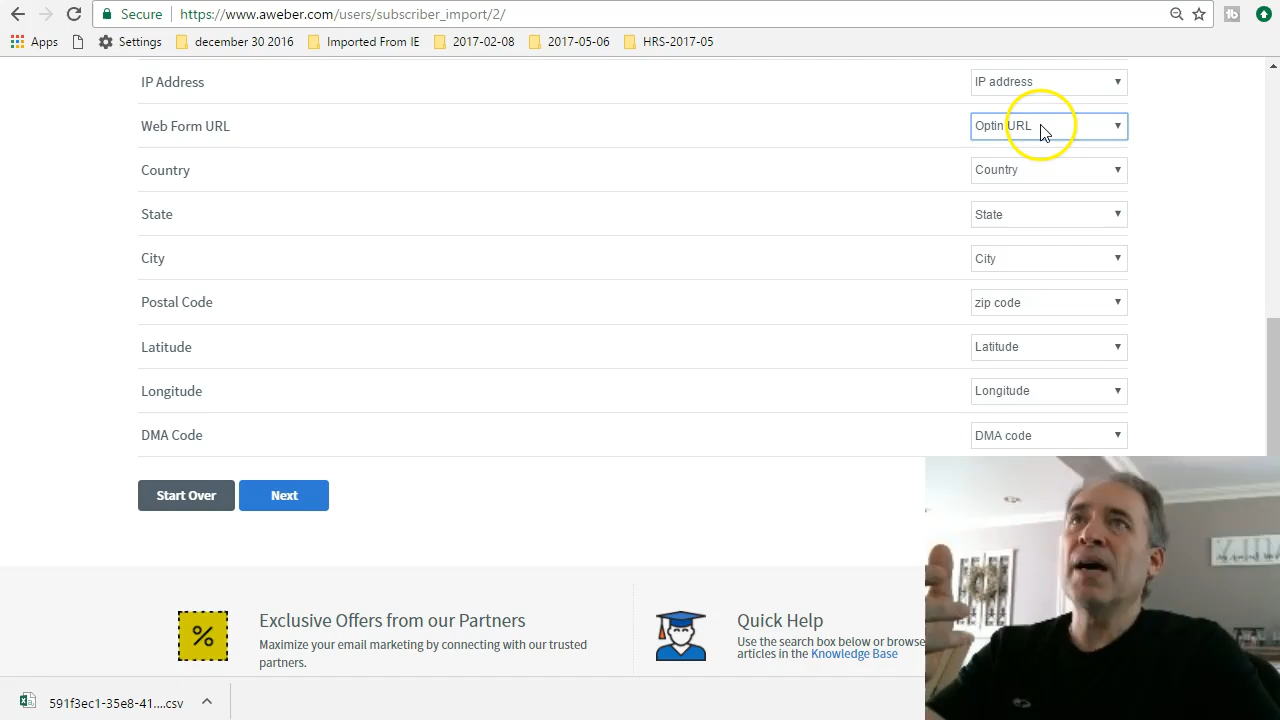 Secure https://www.aweber.com/users/subscriber_import/2/
Apps Settings december 30 2016 Imported From IE 2017-02-08 2017-05-06 HRS-2017-05
IP Address IP address
Web Form URL Optin URL
Country Country
State State
City City
Postal Code zip code
Latitude Latitude
Longitude Longitude
DMA Code DMA code
Start Over Next
% Exclusive Offers from our Partners
Maximize your email marketing by connecting with our trusted
partners.
Quick Help
Use the search box below or browse
articles in the Knowledge Base
591f3ec1-35e8-41....csv